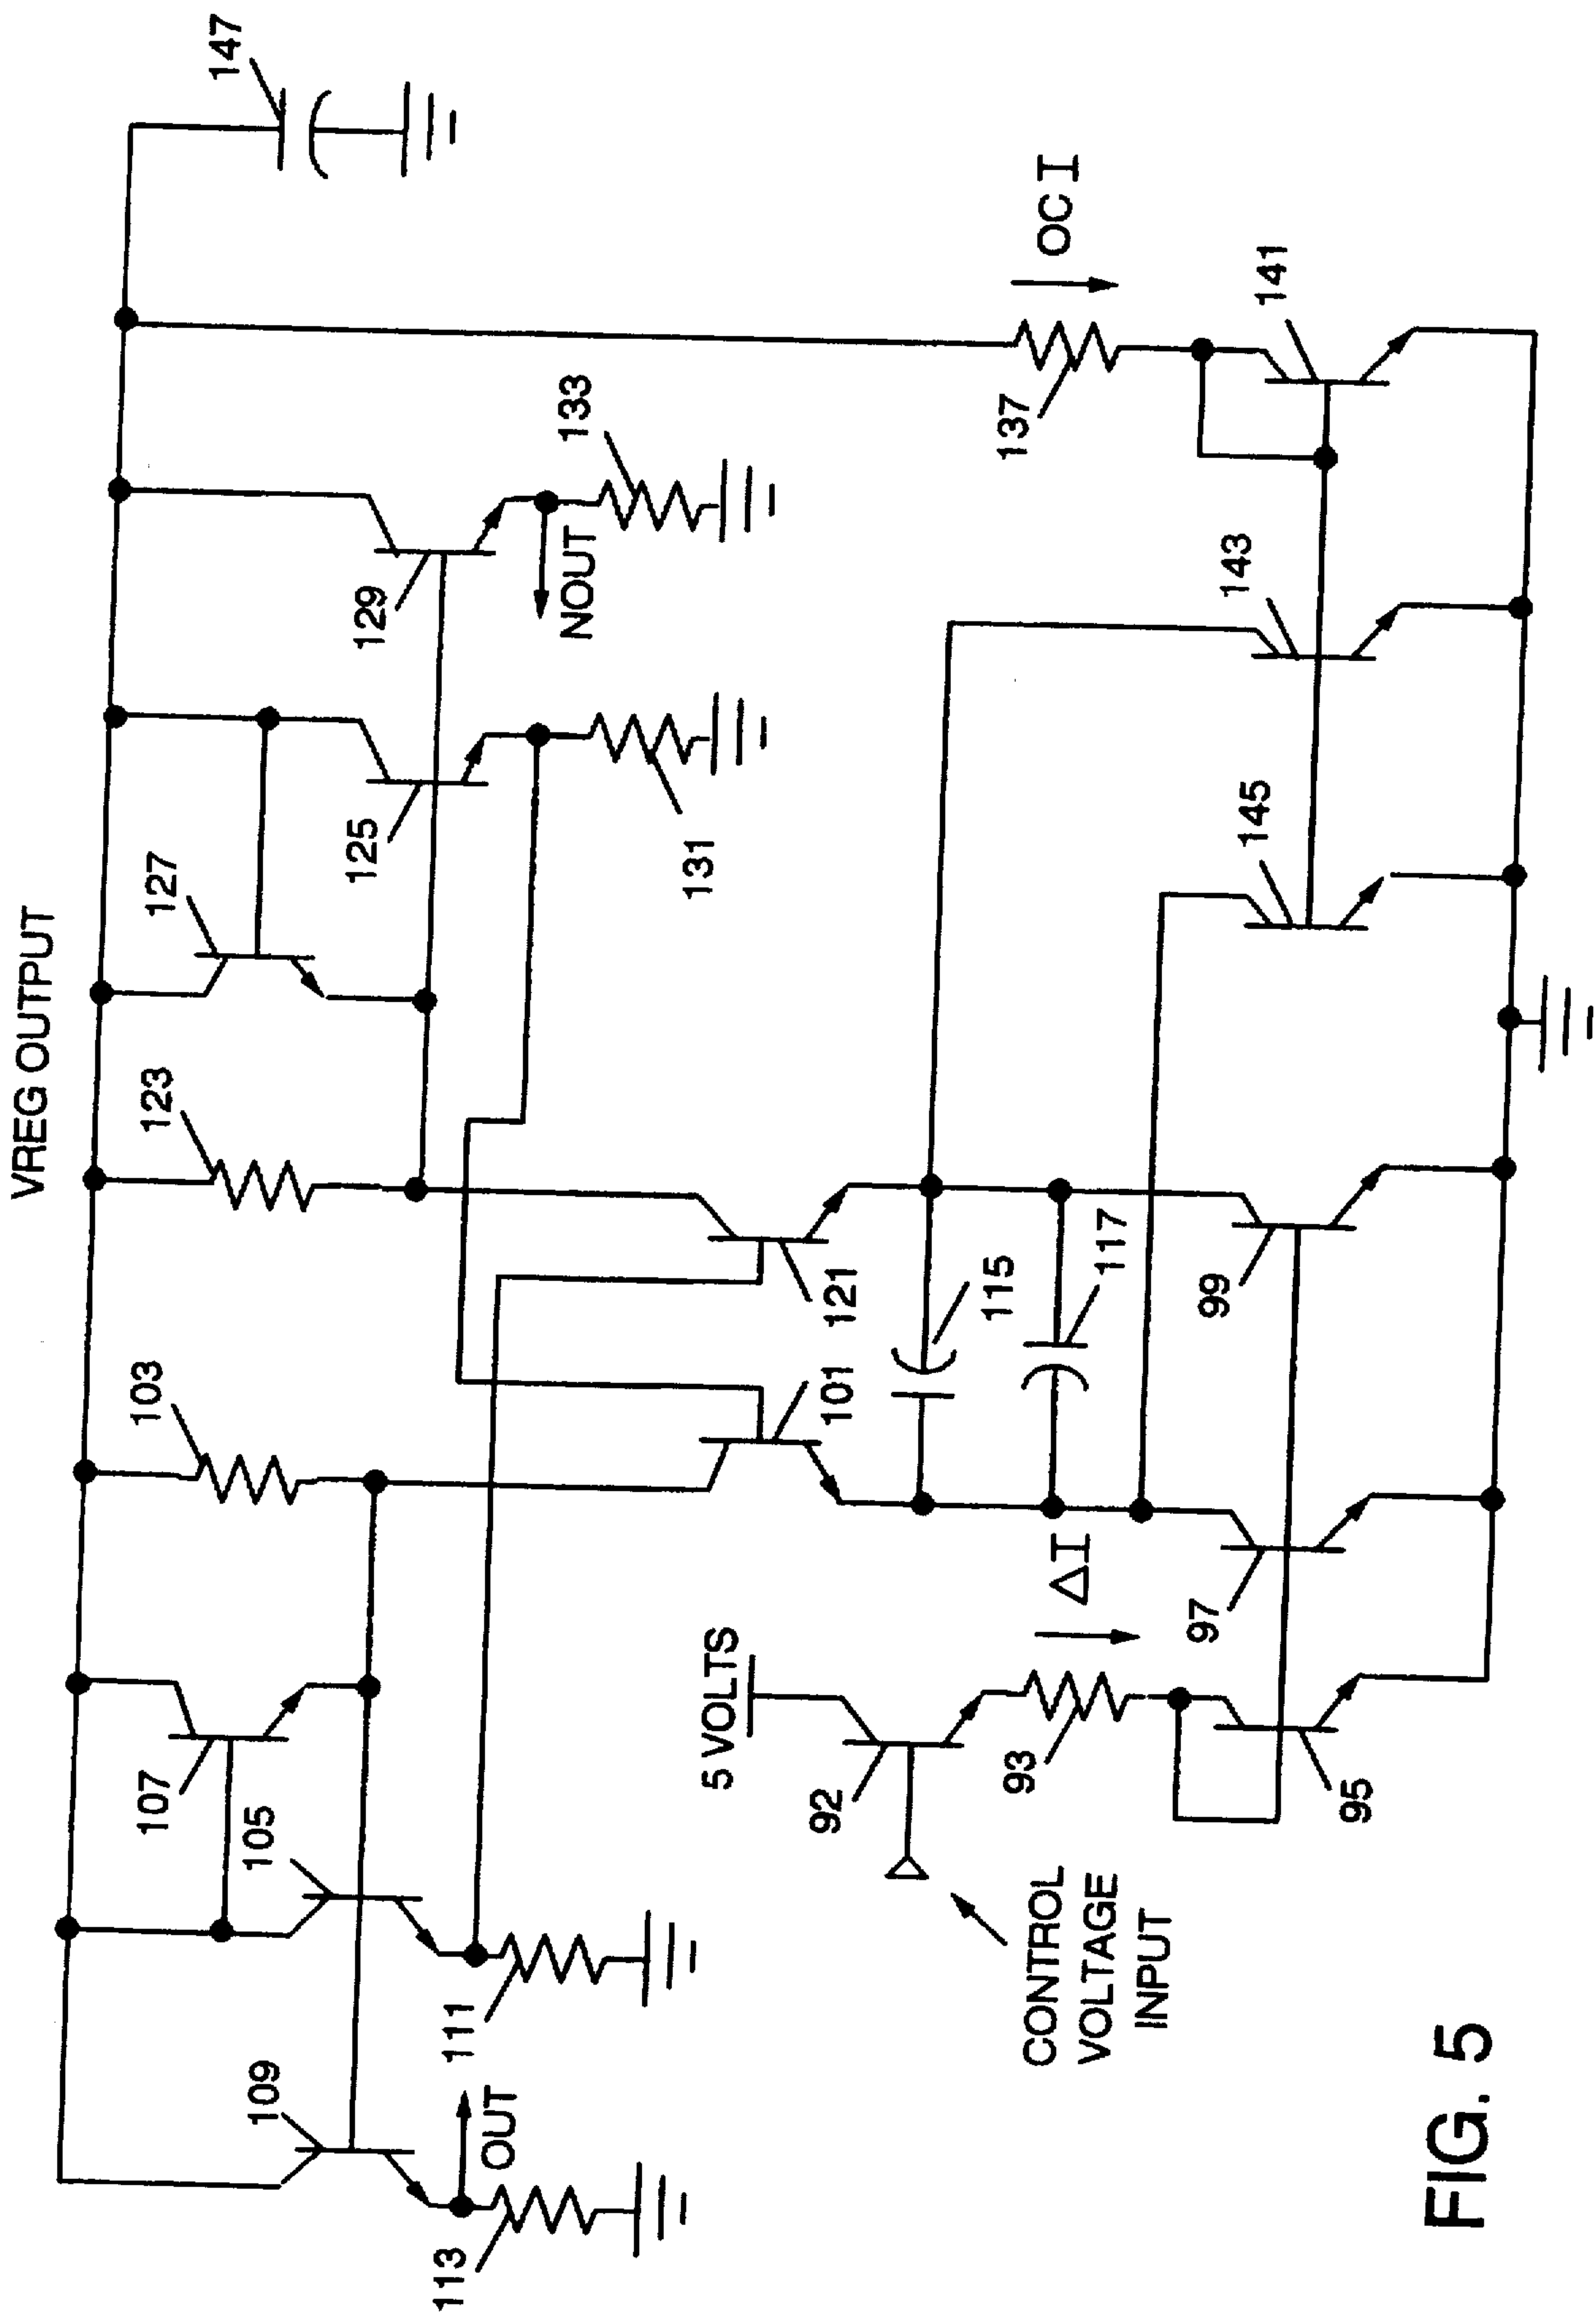 VREG OUTPUT
147
103
123
127
107
105
109
125
129
133
131
NOUT
OUT
113
111
5 VOLTS
92
93
ΔI
95
97
99
101
121
115
117
OC I
137
141
143
145
CONTROL
VOLTAGE
INPUT
FIG. 5